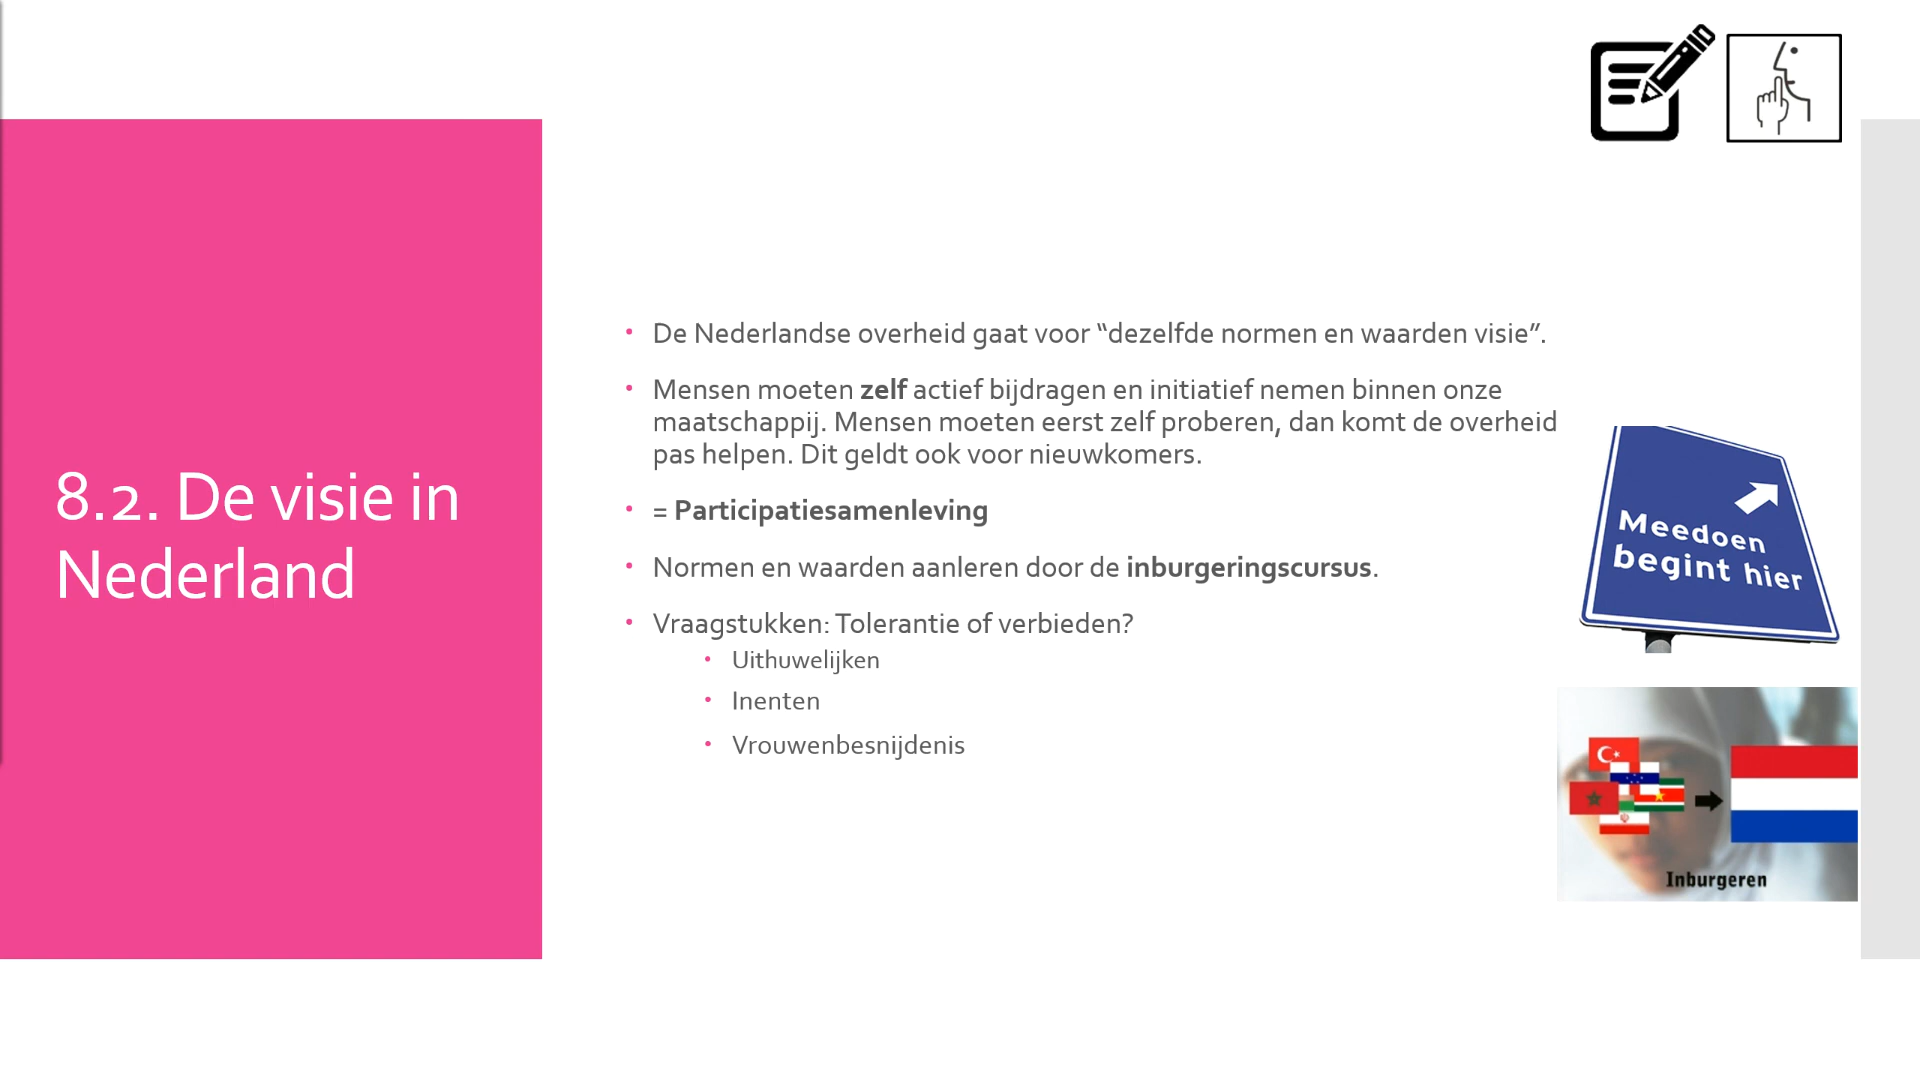 8.2. De visie in
Nederland
• De Nederlandse overheid gaat voor “dezelfde normen en waarden visie”.
• Mensen moeten zelf actief bijdragen en initiatief nemen binnen onze
maatschappij. Mensen moeten eerst zelf proberen, dan komt de overheid
pas helpen. Dit geldt ook voor nieuwkomers.
• = Participatiesamenleving
• Normen en waarden aanleren door de inburgeringscursus.
• Vraagstukken: Tolerantie of verbieden?
• Uithuwelijken
• Inenten
• Vrouwenbesnijdenis
Meedoen
begint hier
Inburgeren